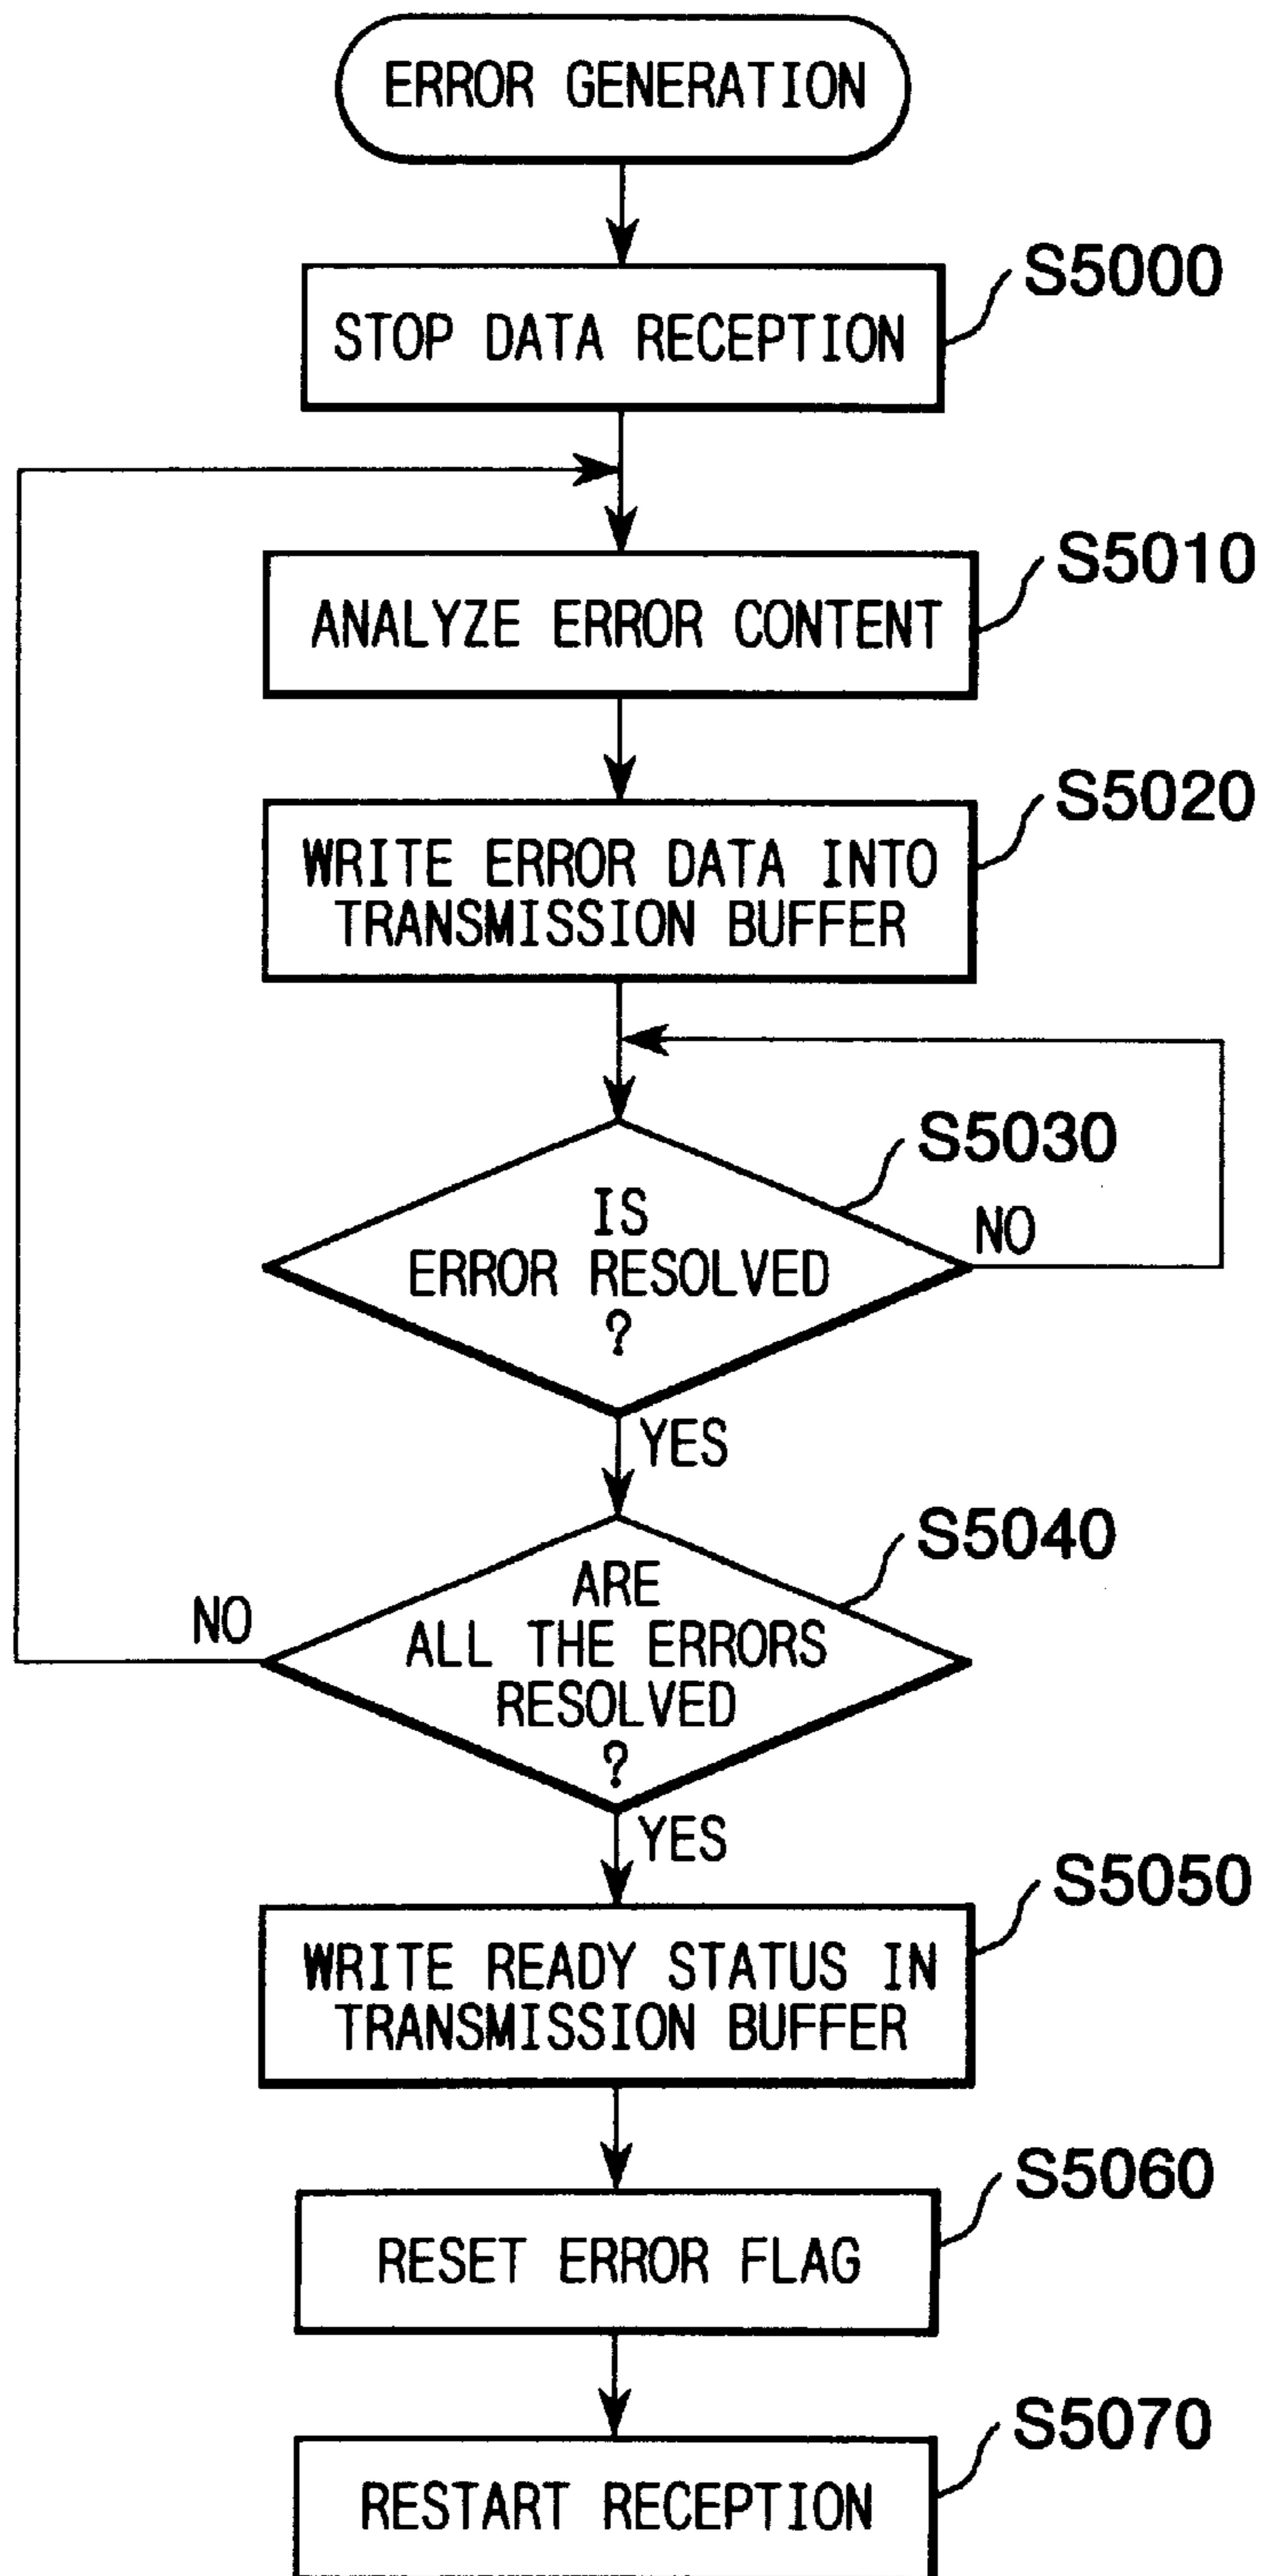 ERROR GENERATION
S5000
STOP DATA RECEPTION
S5010
ANALYZE ERROR CONTENT
S5020
WRITE ERROR DATA INTO
TRANSMISSION BUFFER
S5030
IS
ERROR RESOLVED
?
NO
YES
S5040
ARE
ALL THE ERRORS
RESOLVED
?
NO
YES
S5050
WRITE READY STATUS IN
TRANSMISSION BUFFER
S5060
RESET ERROR FLAG
S5070
RESTART RECEPTION